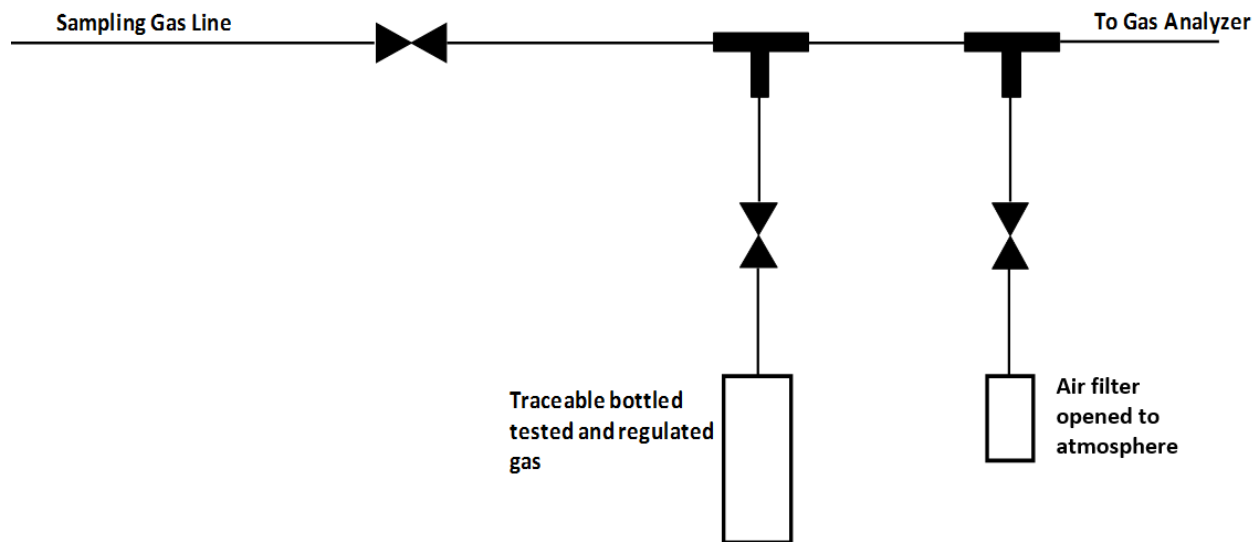 Sampling Gas Line
To Gas Analyzer
Traceable bottled
tested and regulated
gas
Air filter
opened to
atmosphere